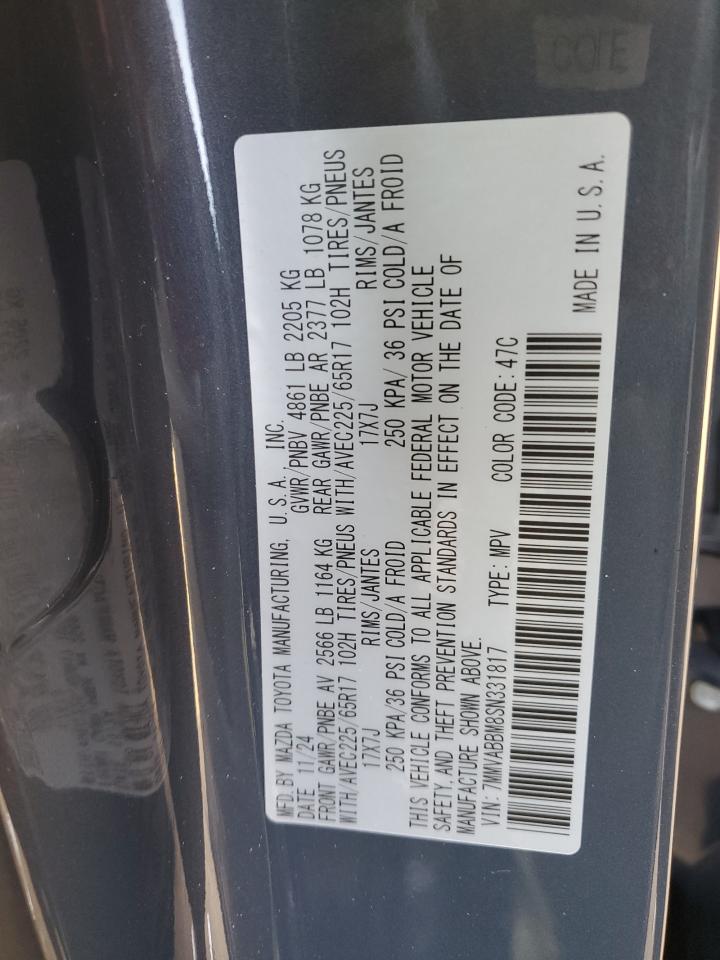 MFD. BY MAZDA TOYOTA MANUFACTURING, U.S.A., INC.
DATE 11/24 GVWR/PNBV 4861 LB 2205 KG
FRONT GAWR/PNBE AV 2566 LB 1164 KG REAR GAWR/PNBE AR 2377 LB 1078 KG
WITH/AVEC225/65R17 102H TIRES/PNEUS WITH/AVEC225/65R17 102H TIRES/PNEUS
17X7J RIMS/JANTES 17X7J RIMS/JANTES
250 KPA/36 PSI COLD/A FROID 250 KPA/ 36 PSI COLD/A FROID
THIS VEHICLE CONFORMS TO ALL APPLICABLE FEDERAL MOTOR VEHICLE
SAFETY,AND THEFT PREVENTION STANDARDS IN EFFECT ON THE DATE OF
MANUFACTURE SHOWN ABOVE.
VIN: 7MMVABBM8SN331817 TYPE: MPV COLOR CODE: 47C
MADE IN U.S.A.